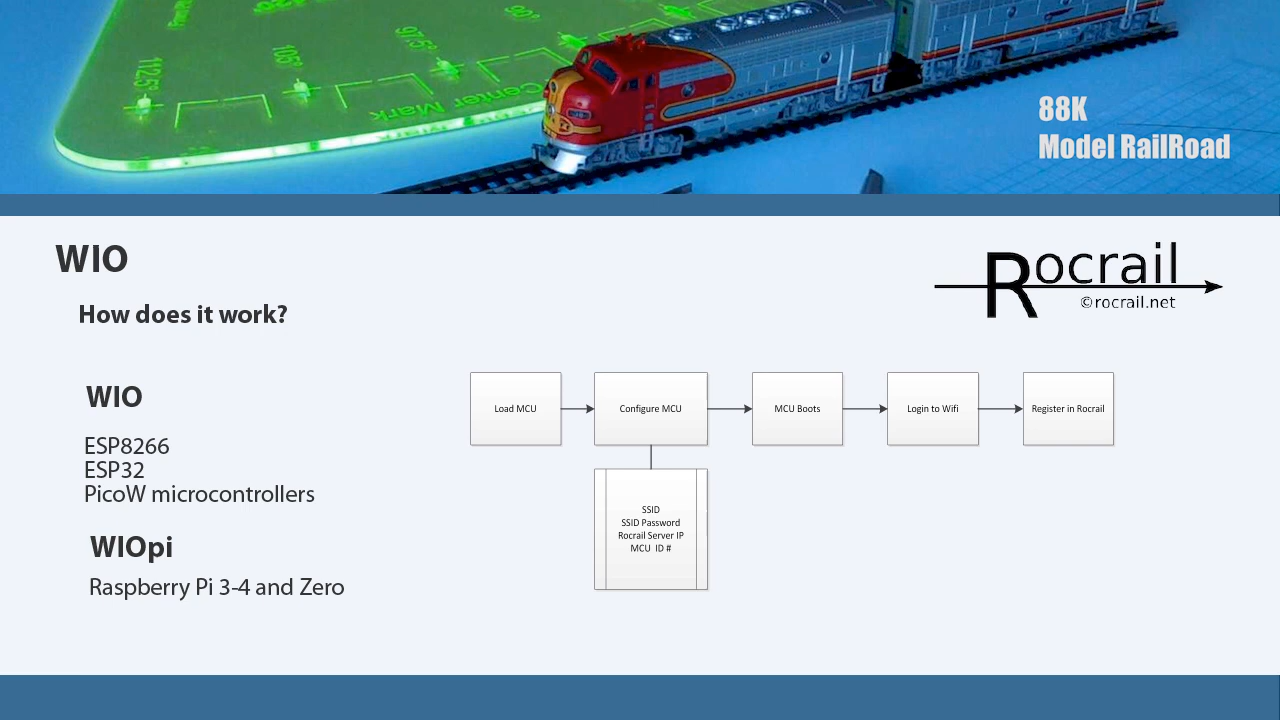 112.5°
105°
97.5°
90°
Center Mark
88K
Model RailRoad
WIO
Rocrail
©rocrail.net
How does it work?
WIO
ESP8266
ESP32
PicoW microcontrollers
WIOpi
Raspberry Pi 3-4 and Zero
Load MCU
Configure MCU
MCU Boots
Login to Wifi
Register in Rocrail
SSID
SSID Password
Rocrail Server IP
MCU ID #